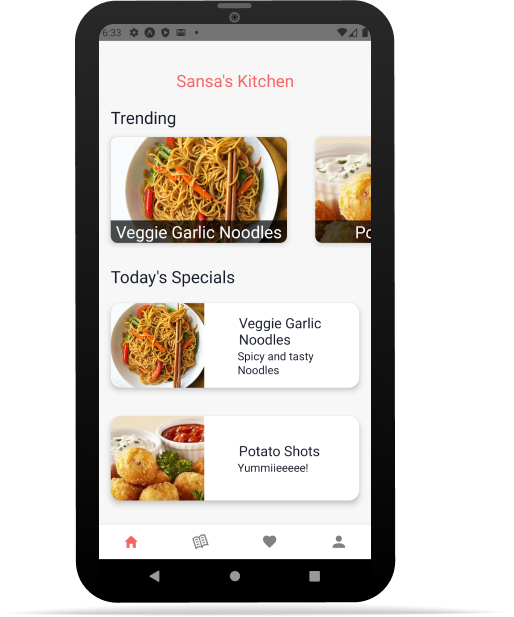 6:33
Sansa's Kitchen
Trending
Veggie Garlic Noodles
Today's Specials
Veggie Garlic
Noodles
Spicy and tasty
Noodles
Potato Shots
Yummiieeeee!